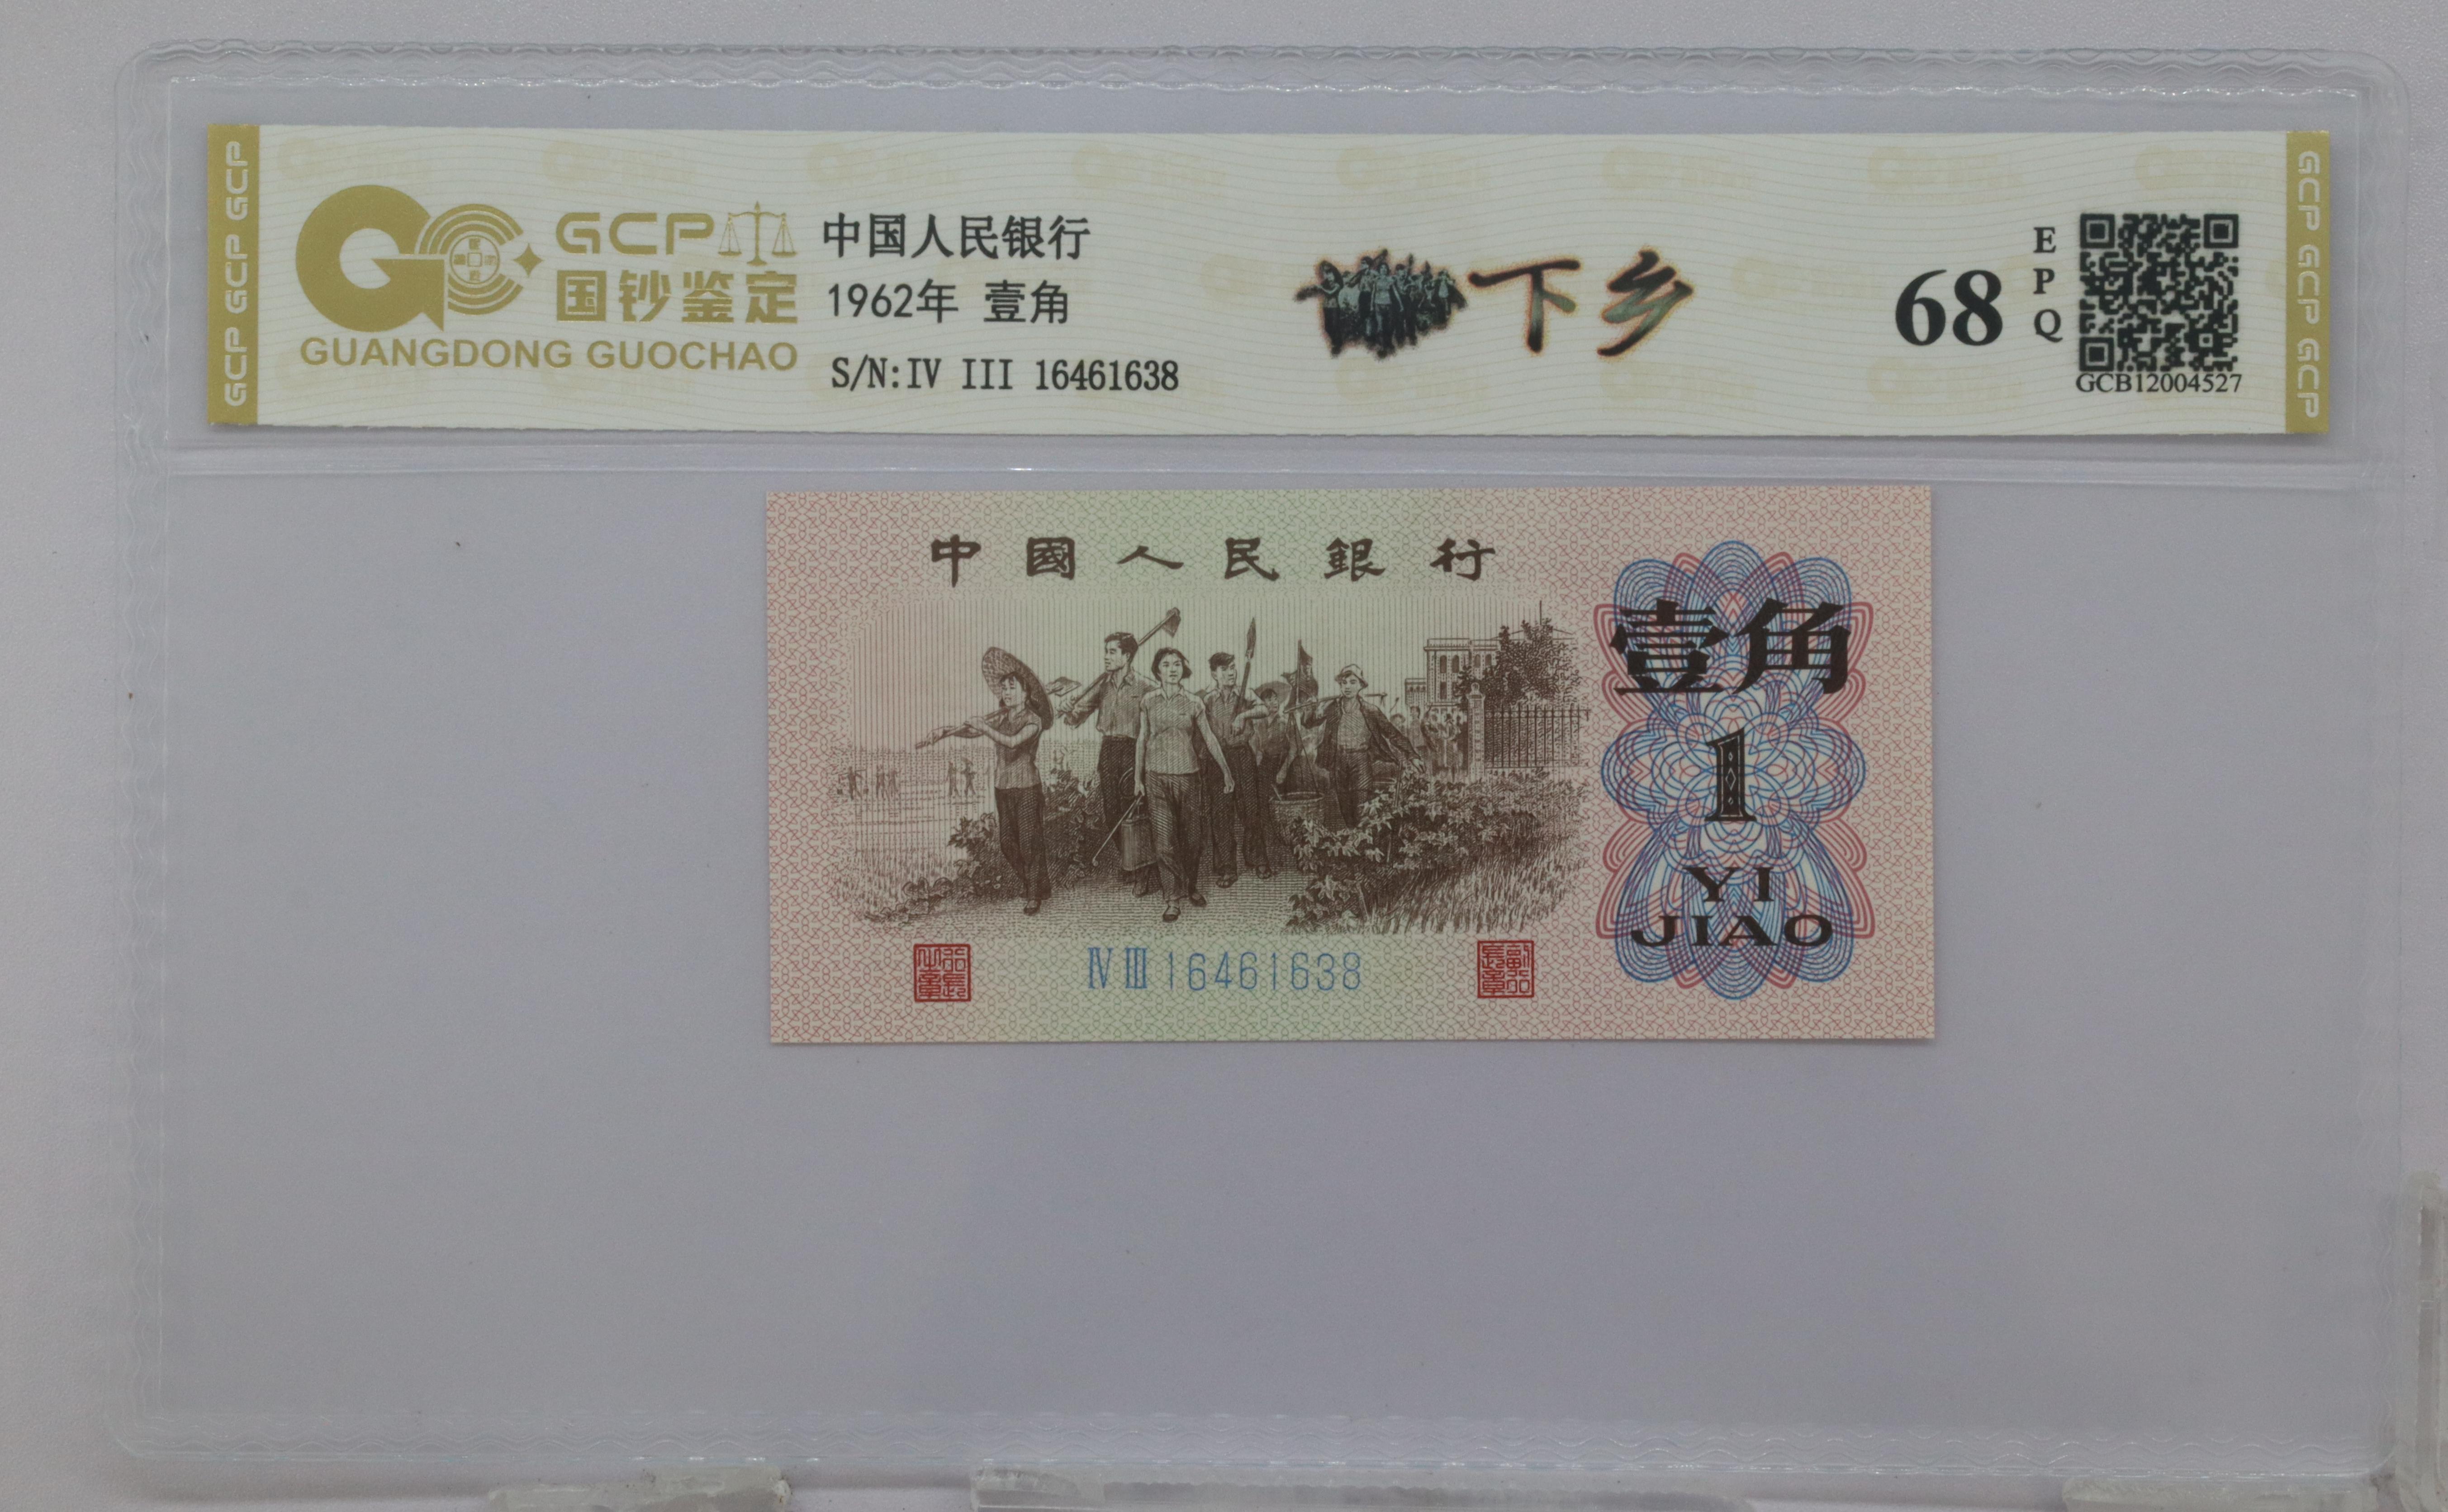 GCP GCP GCP
GCP
国钞鉴定
GUANGDONG GUOCHAO
中国人民银行
1962年 壹角
S/N:IV III 16461638
下乡
68
E
P
Q
GCB12004527
GCP GCP GCP
中國人民銀行
壹角
1
YI
JIAO
Ⅳ Ⅲ 16461638